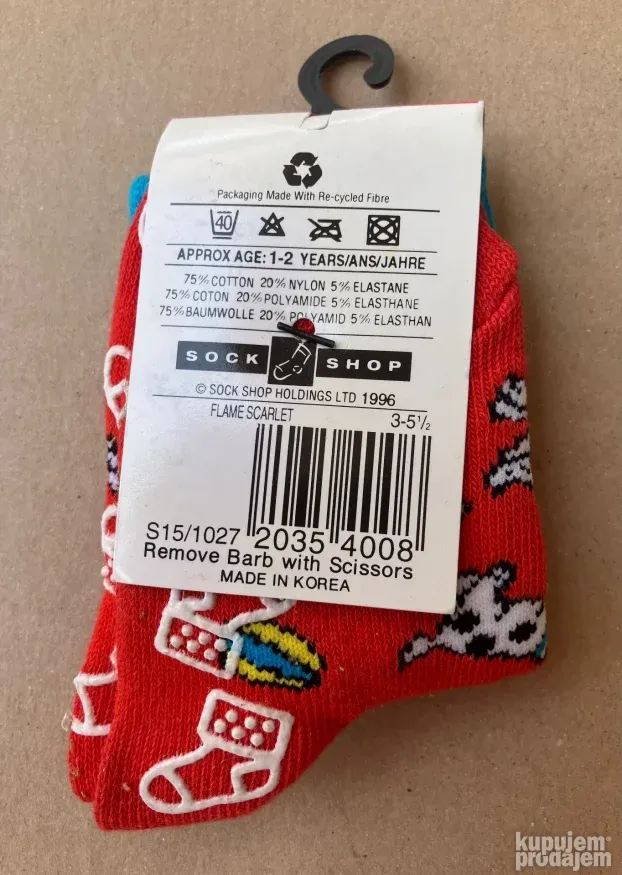 Packaging Made With Re-cycled Fibre
40
APPROX AGE: 1-2 YEARS/ANS/JAHRE
75% COTTON 20% NYLON 5% ELASTANE
75% COTON 20% POLYAMIDE 5% ELASTHANE
75% BAUMWOLLE 20% POLYAMID 5% ELASTHAN
SOCK SHOP
© SOCK SHOP HOLDINGS LTD 1996
FLAME SCARLET 3-5½
S15/1027 2035 4008
Remove Barb with Scissors
MADE IN KOREA
kupujem
prodajem